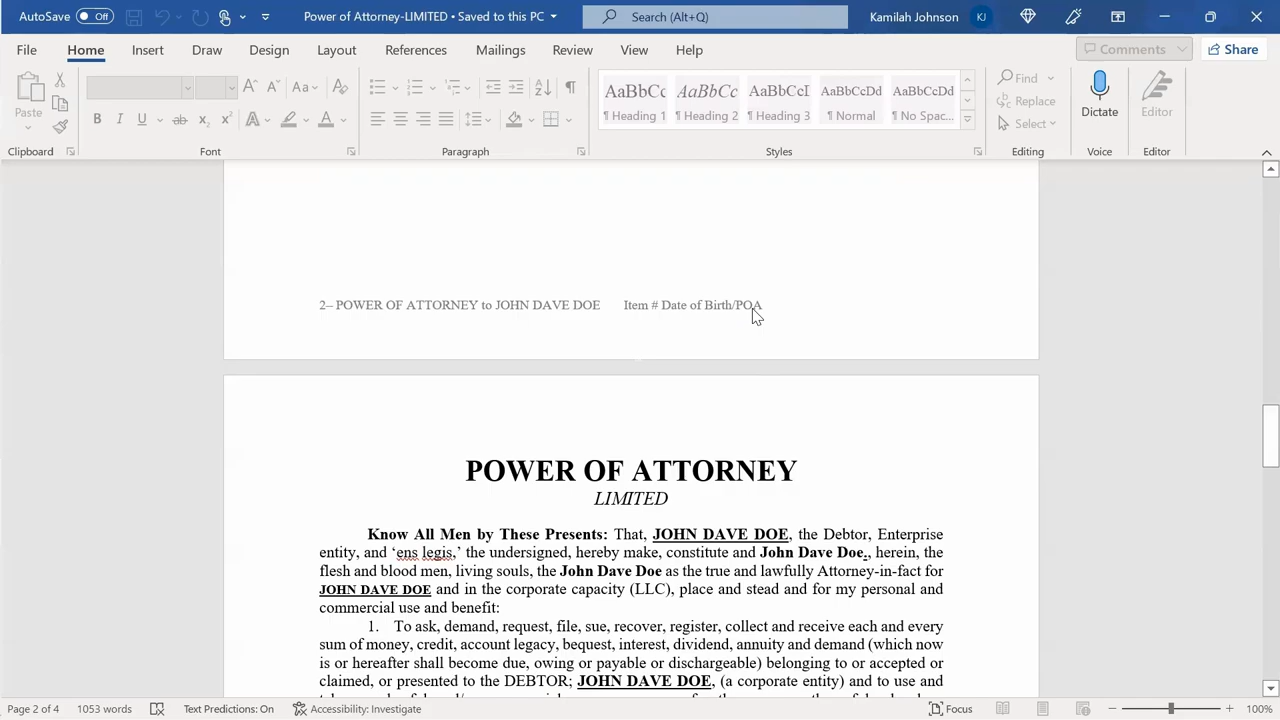 AutoSave Off Power of Attorney-LIMITED • Saved to this PC Search (Alt+Q) Kamilah Johnson KJ
File Home Insert Draw Design Layout References Mailings Review View Help Comments Share
Paste
Clipboard
Aa
B I U ab x₂ x² A A
Font
Paragraph
AaBbCc AaBbCc AaBbCcI AaBbCcDd AaBbCcDd
¶ Heading 1 ¶ Heading 2 ¶ Heading 3 ¶ Normal ¶ No Spac...
Styles
Find
Replace
Select
Editing
Dictate
Voice
Editor
Editor
2– POWER OF ATTORNEY to JOHN DAVE DOE Item # Date of Birth/POA
POWER OF ATTORNEY
LIMITED
Know All Men by These Presents: That, JOHN DAVE DOE, the Debtor, Enterprise
entity, and ‘ens legis,’ the undersigned, hereby make, constitute and John Dave Doe., herein, the
flesh and blood men, living souls, the John Dave Doe as the true and lawfully Attorney-in-fact for
JOHN DAVE DOE and in the corporate capacity (LLC), place and stead and for my personal and
commercial use and benefit:
1. To ask, demand, request, file, sue, recover, register, collect and receive each and every
sum of money, credit, account legacy, bequest, interest, dividend, annuity and demand (which now
is or hereafter shall become due, owing or payable or dischargeable) belonging to or accepted or
claimed, or presented to the DEBTOR; JOHN DAVE DOE, (a corporate entity) and to use and
Page 2 of 4 1053 words Text Predictions: On Accessibility: Investigate Focus 100%